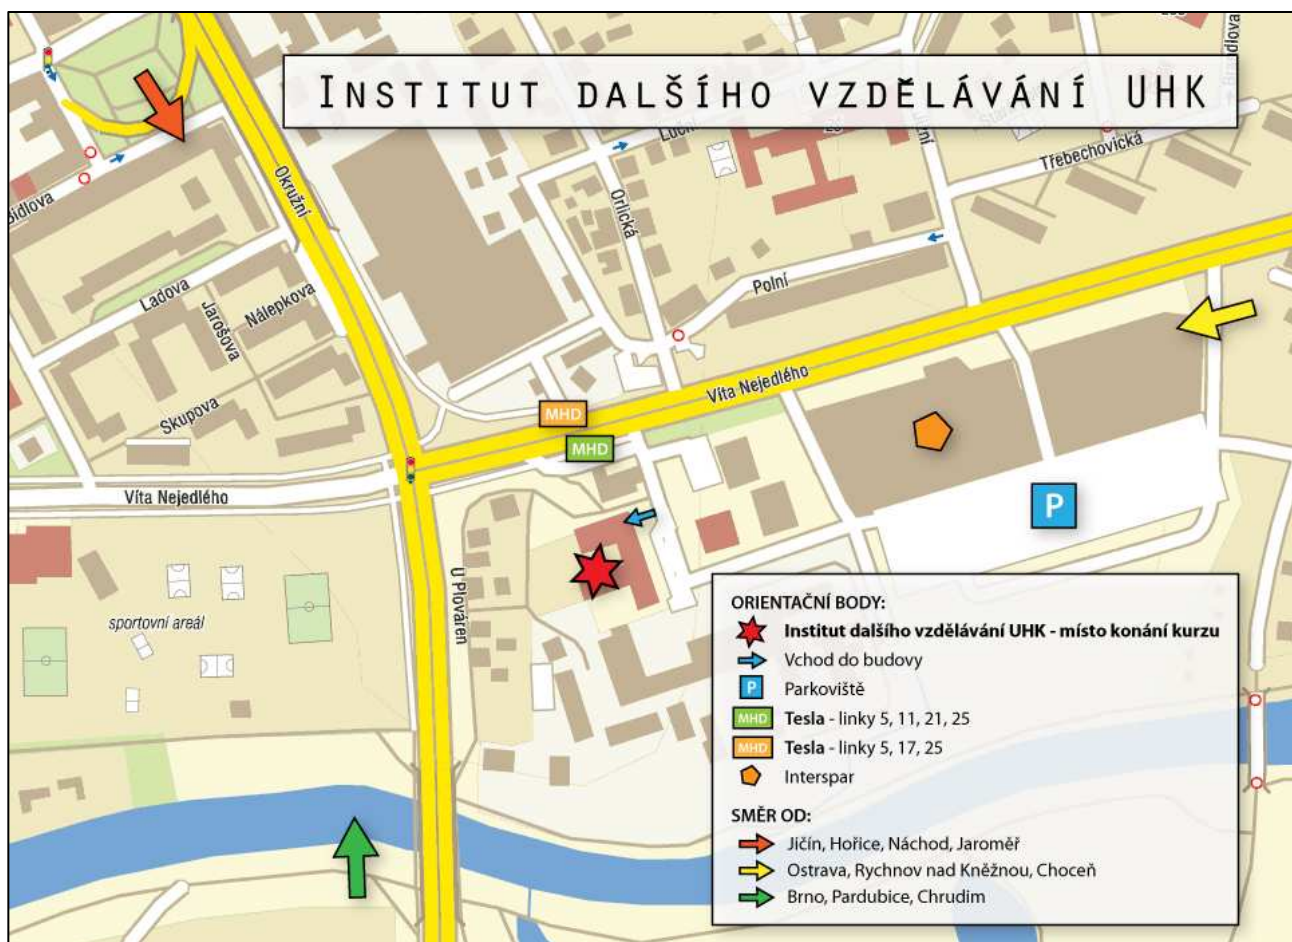 INSTITUT DALŠÍHO VZDĚLÁVÁNÍ UHK
Třebechovická
Orlická
Okružní
Polní
Ladova
Jarošova
Nálepkova
Skupova
Víta Nejedlého
MHD
MHD
Víta Nejedlého
P
U Plováren
sportovní areál
ORIENTAČNÍ BODY:
Institut dalšího vzdělávání UHK - místo konání kurzu
Vchod do budovy
P Parkoviště
MHD Tesla - linky 5, 11, 21, 25
MHD Tesla - linky 5, 17, 25
Interspar
SMĚR OD:
Jičín, Hořice, Náchod, Jaroměř
Ostrava, Rychnov nad Kněžnou, Choceň
Brno, Pardubice, Chrudim